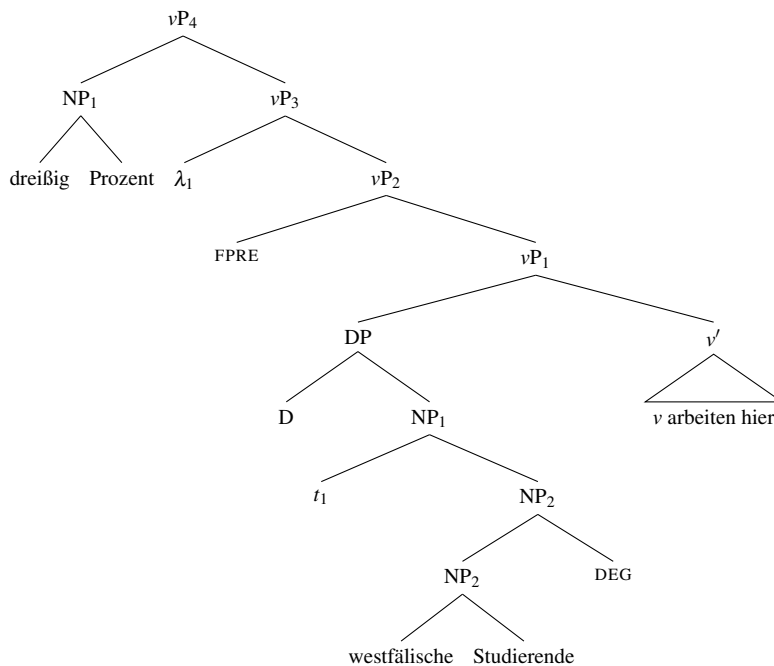 vP₄
NP₁ vP₃
dreißig Prozent λ₁ vP₂
FPRE vP₁
DP v′
D NP₁ v arbeiten hier
t₁ NP₂
NP₂ DEG
westfälische Studierende